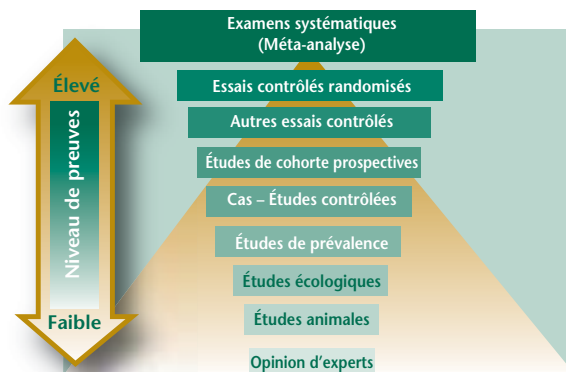 Examens systématiques
(Méta-analyse)
Élevé
Essais contrôlés randomisés
Autres essais contrôlés
Niveau de preuves
Études de cohorte prospectives
Cas – Études contrôlées
Études de prévalence
Études écologiques
Faible
Études animales
Opinion d’experts